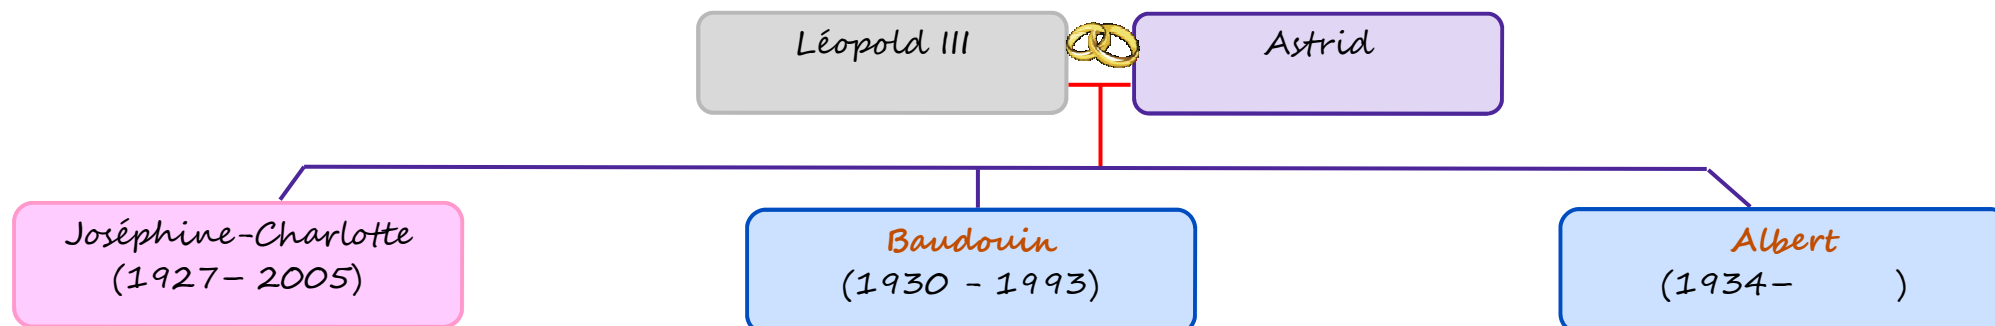 Léopold III
Astrid
Joséphine-Charlotte
(1927– 2005)
Baudouin
(1930 - 1993)
Albert
(1934–        )